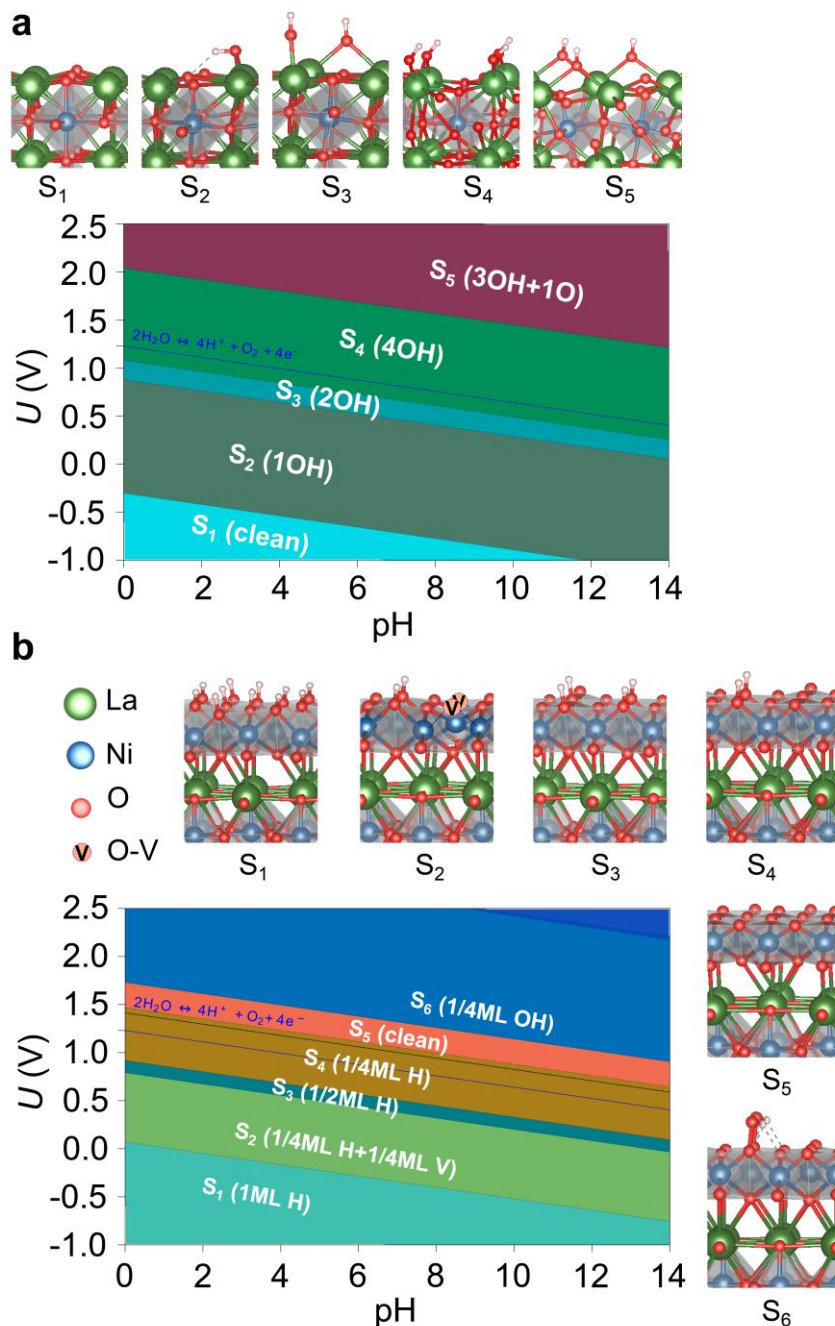 a
S₁ S₂ S₃ S₄ S₅
2.5
2.0
1.5
1.0
0.5
0.0
-0.5
-1.0
U (V)
S₅ (3OH+1O)
S₄ (4OH)
2H₂O ↔ 4H⁺ + O₂ +4e⁻
S₃ (2OH)
S₂ (1OH)
S₁ (clean)
0 2 4 6 8 10 12 14
pH
b
La
Ni
O
V O-V
V V
S₁ S₂ S₃ S₄
2.5
2.0
1.5
1.0
0.5
0.0
-0.5
-1.0
U (V)
S₆ (1/4ML OH)
2H₂O ↔ 4H⁺ + O₂+4e⁻
S₅ (clean)
S₄ (1/4ML H)
S₃ (1/2ML H)
S₂ (1/4ML H+1/4ML V)
S₁ (1ML H)
0 2 4 6 8 10 12 14
pH
S₅
S₆